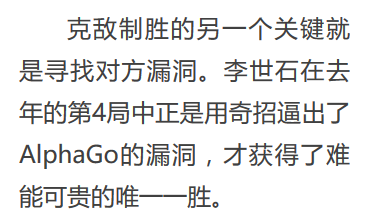 克敌制胜的另一个关键就
是寻找对方漏洞。李世石在去
年的第4局中正是用奇招逼出了
AlphaGo的漏洞，才获得了难
能可贵的唯一一胜。